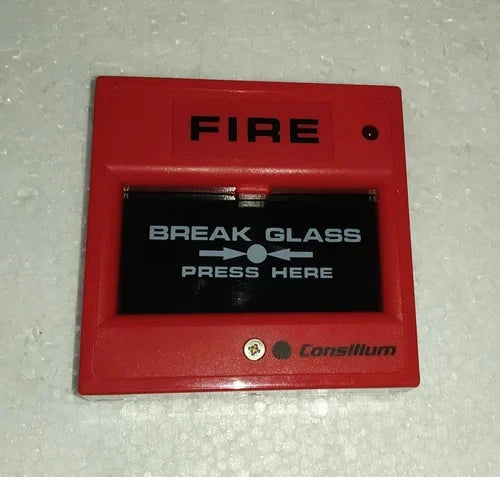 FIRE
BREAK GLASS
PRESS HERE
Consilium